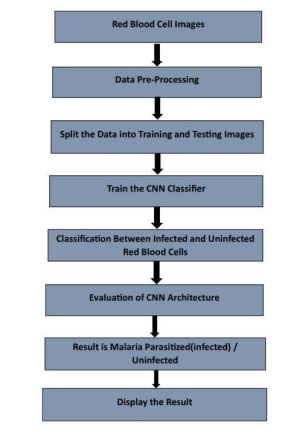 Red Blood Cell Images
Data Pre-Processing
Split the Data into Training and Testing Images
Train the CNN Classifier
Classification Between Infected and Uninfected
Red Blood Cells
Evaluation of CNN Architecture
Result is Malaria Parasitized(infected) /
Uninfected
Display the Result